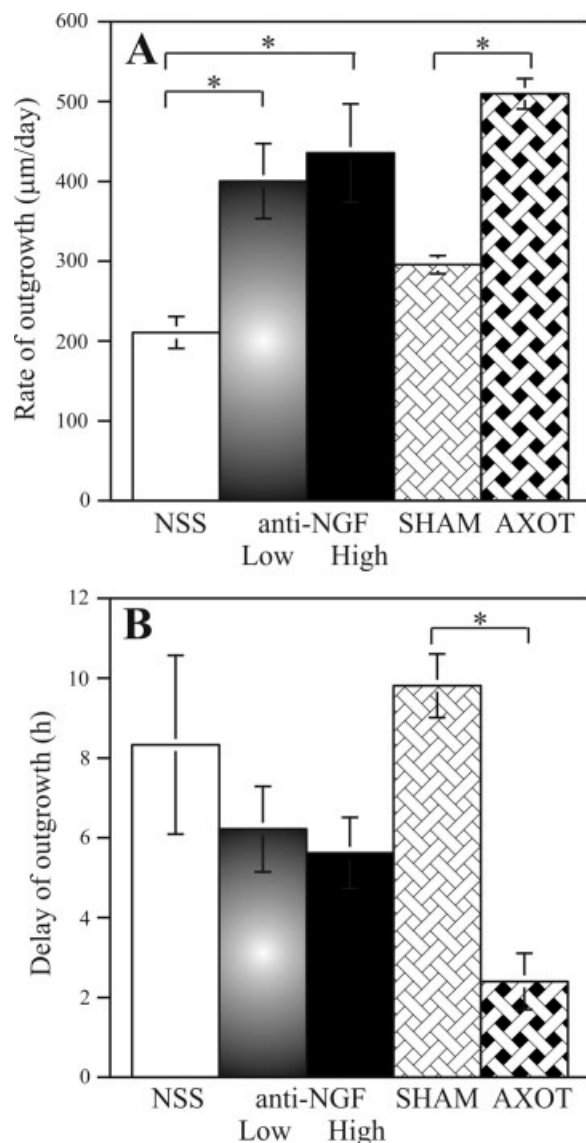 A
600
500
400
300
200
100
0
Rate of outgrowth (μm/day)
*
*
*
NSS anti-NGF SHAM AXOT
Low High
B
12
10
8
6
4
2
0
Delay of outgrowth (h)
*
NSS anti-NGF SHAM AXOT
Low High